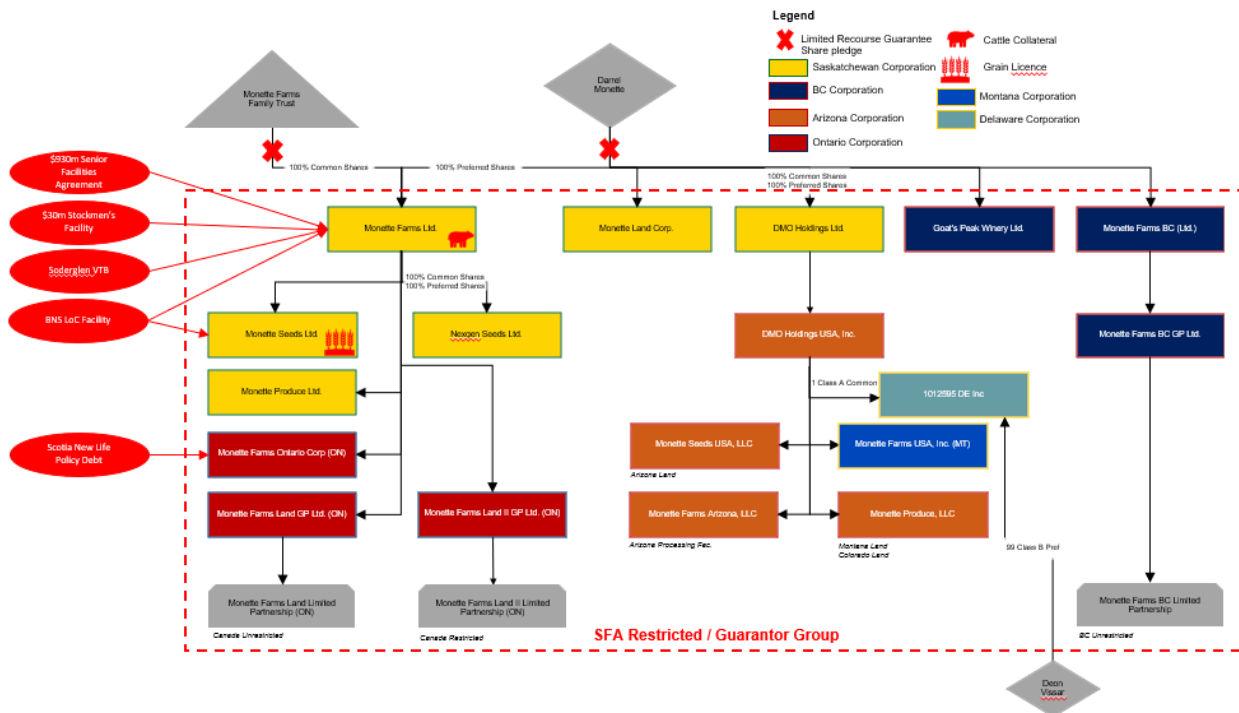 Legend
Limited Recourse Guarantee
Share pledge
Cattle Collateral
Saskatchewan Corporation
Grain Licence
BC Corporation
Montana Corporation
Arizona Corporation
Delaware Corporation
Ontario Corporation
Monette Farms
Family Trust
Darrel
Monette
100% Common Shares
100% Preferred Shares
100% Common Shares
100% Preferred Shares
$930m Senior
Facilities
Agreement
$30m Stockmen's
Facility
Soderglen VTB
BNS LoC Facility
Scotia New Life
Policy Debt
Monette Farms Ltd.
Monette Land Corp.
DMO Holdings Ltd.
Goat's Peak Winery Ltd.
Monette Farms BC (Ltd.)
100% Common Shares
100% Preferred Shares
Monette Seeds Ltd.
Nexgen Seeds Ltd.
DMO Holdings USA, Inc.
Monette Farms BC GP Ltd.
Monette Produce Ltd.
1 Class A Common
1012595 DE Inc
Monette Farms Ontario Corp (ON)
Monette Seeds USA, LLC
Arizona Land
Monette Farms USA, Inc. (MT)
Monette Farms Land GP Ltd. (ON)
Monette Farms Land II GP Ltd. (ON)
Monette Farms Arizona, LLC
Arizona Processing Fac.
Monette Produce, LLC
Montana Land
Colorado Land
99 Class B Pref
Monette Farms Land Limited
Partnership (ON)
Canada Unrestricted
Monette Farms Land II Limited
Partnership (ON)
Canada Restricted
Monette Farms BC Limited
Partnership
BC Unrestricted
SFA Restricted / Guarantor Group
Deon
Vissar